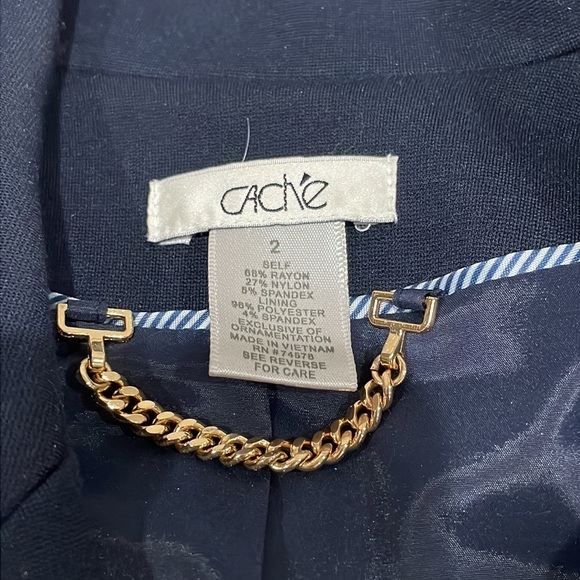 CACHé
2
SELF
68% RAYON
27% NYLON
5% SPANDEX
LINING
96% POLYESTER
4% SPANDEX
EXCLUSIVE OF
ORNAMENTATION
MADE IN VIETNAM
RN #74578
SEE REVERSE
FOR CARE